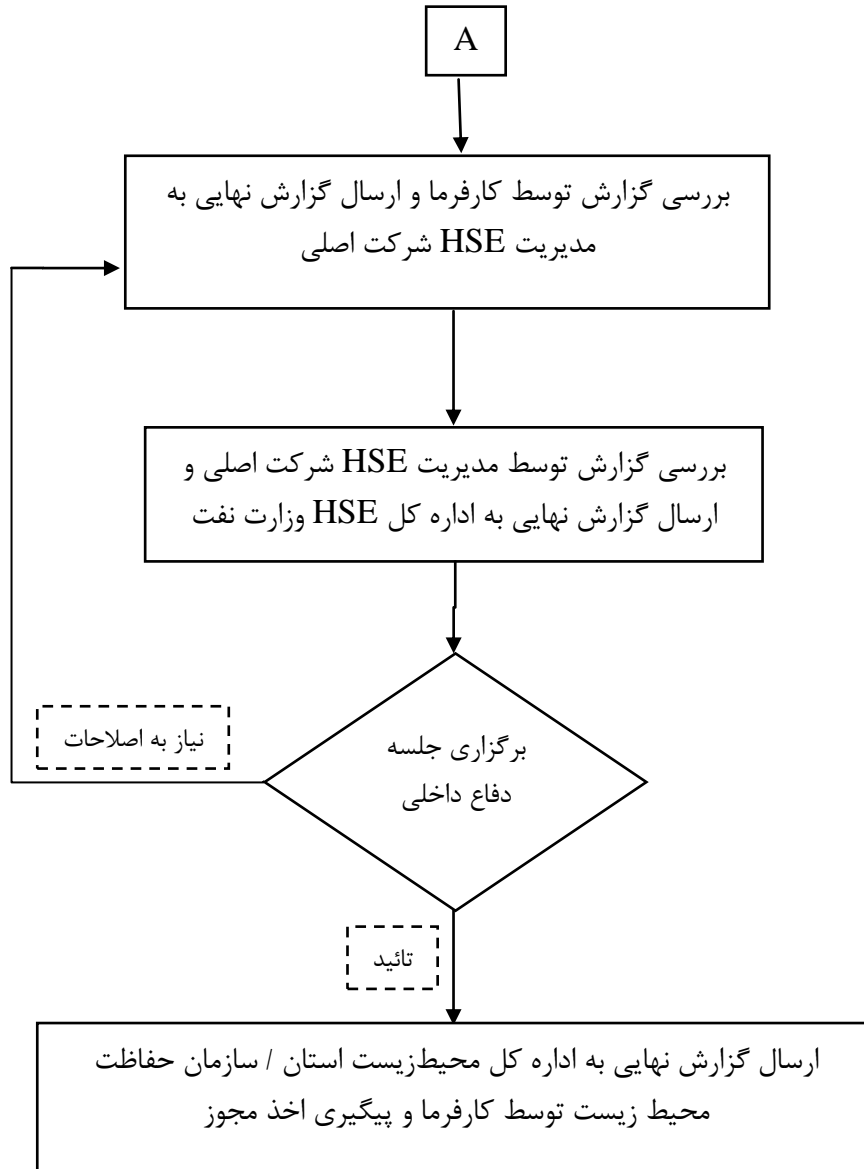 A
بررسی گزارش توسط کارفرما و ارسال گزارش نهایی به
مدیریت HSE شرکت اصلی
بررسی گزارش توسط مدیریت HSE شرکت اصلی و
ارسال گزارش نهایی به اداره کل HSE وزارت نفت
نیاز به اصلاحات
برگزاری جلسه
دفاع داخلی
تائید
ارسال گزارش نهایی به اداره کل محیط‌زیست استان / سازمان حفاظت
محیط زیست توسط کارفرما و پیگیری اخذ مجوز